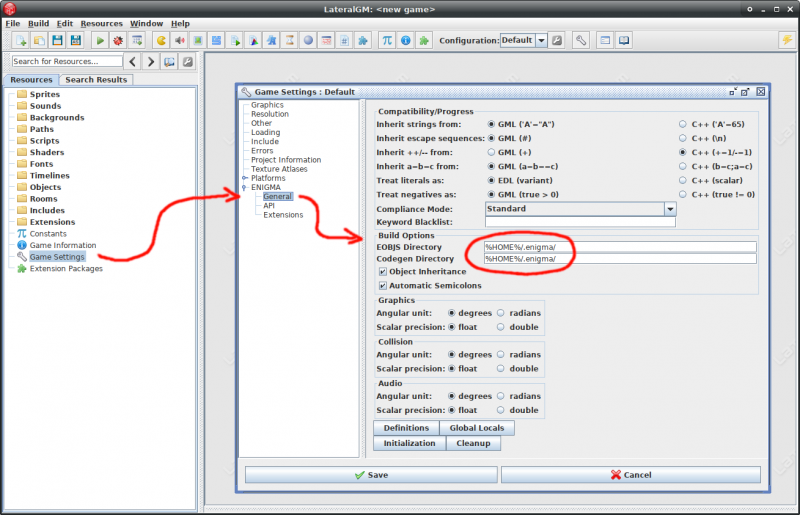 LateralGM: <new game>
File Build Edit Resources Window Help
Configuration: Default
Search for Resources...
Resources Search Results
Sprites
Sounds
Backgrounds
Paths
Scripts
Shaders
Fonts
Timelines
Objects
Rooms
Includes
Extensions
Constants
Game Information
Game Settings
Extension Packages
Game Settings : Default
Graphics
Resolution
Other
Loading
Include
Errors
Project Information
Texture Atlases
Platforms
ENIGMA
General
API
Extensions
Compatibility/Progress
Inherit strings from: GML ('A'="A") C++ ('A'=65)
Inherit escape sequences: GML (#) C++ (\n)
Inherit ++/-- from: GML (+) C++ (+=1/-=1)
Inherit a=b=c from: GML (a=b==c) C++ (b=c;a=c)
Treat literals as: EDL (variant) C++ (scalar)
Treat negatives as: GML (true > 0) C++ (true != 0)
Compliance Mode: Standard
Keyword Blacklist:
Build Options
EOBJS Directory %HOME%/.enigma/
Codegen Directory %HOME%/.enigma/
Object Inheritance
Automatic Semicolons
Graphics
Angular unit: degrees radians
Scalar precision: float double
Collision
Angular unit: degrees radians
Scalar precision: float double
Audio
Angular unit: degrees radians
Scalar precision: float double
Definitions Global Locals
Initialization Cleanup
Save Cancel